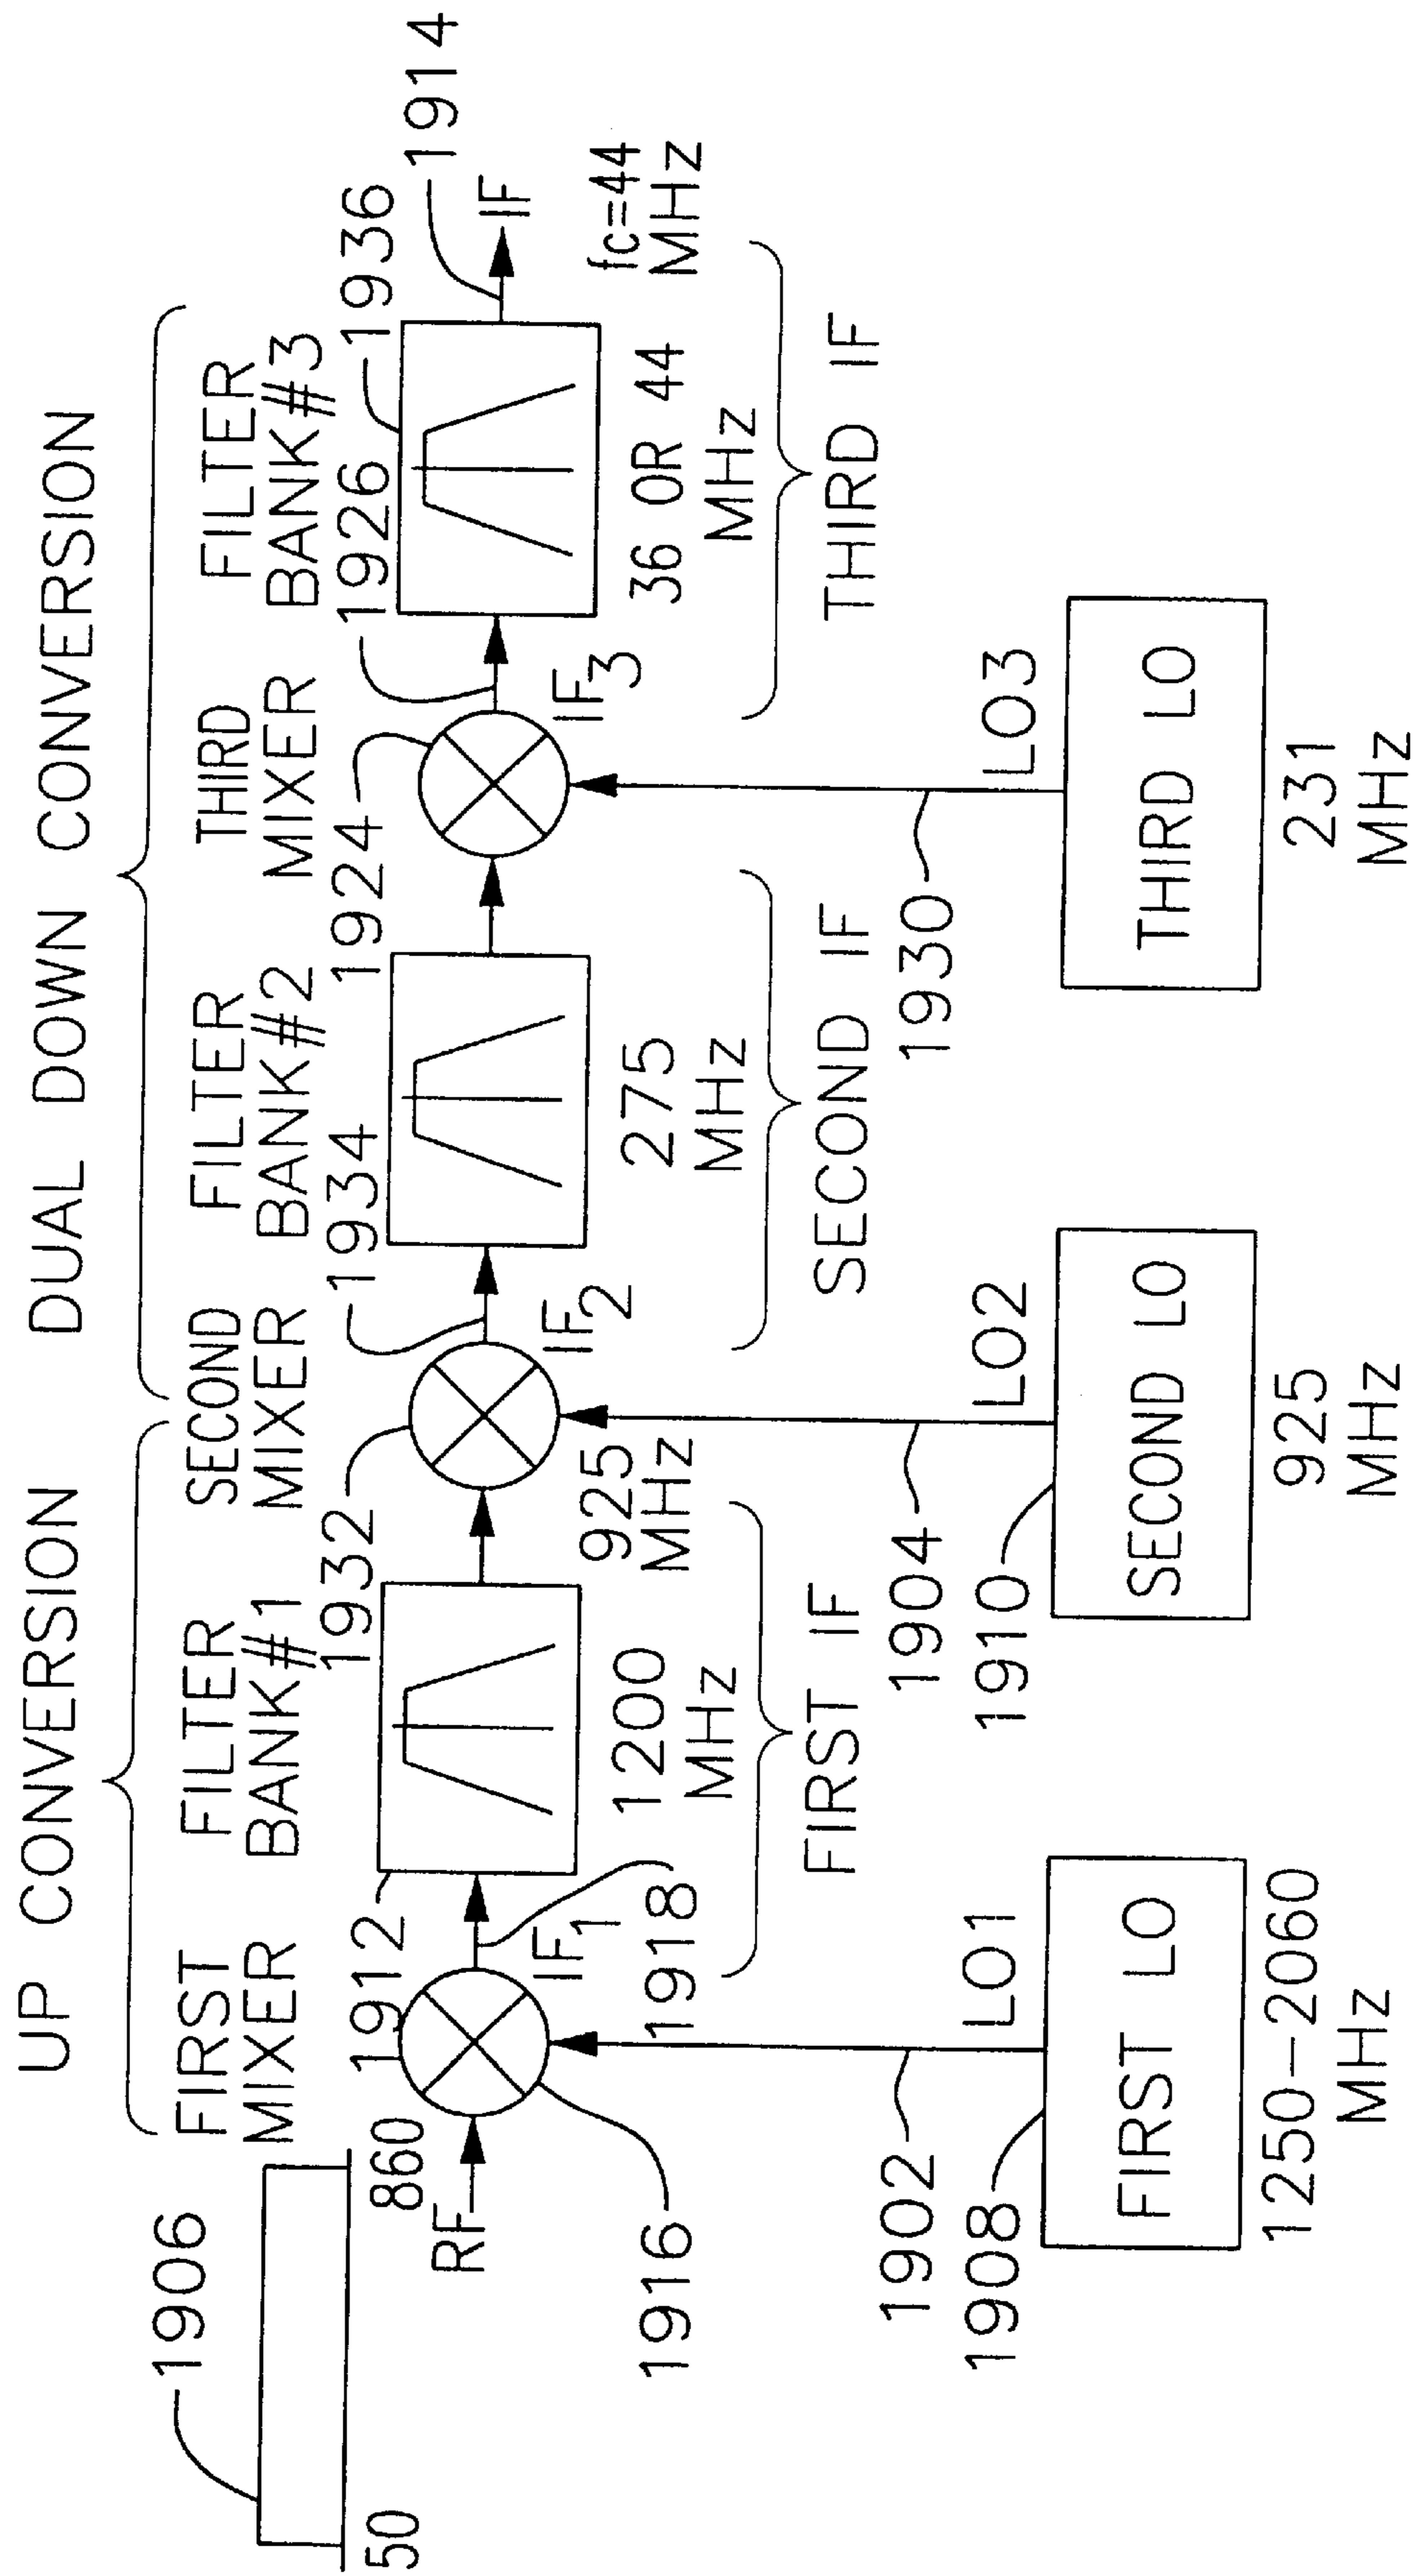 UP CONVERSION
DUAL DOWN CONVERSION
1906
FIRST
MIXER
FILTER
BANK#1
SECOND
MIXER
FILTER
BANK#2
THIRD
MIXER
FILTER
BANK#3
1912
1932
1934
1924
1926
1936
1914
50
860
RF
IF1
IF2
IF3
IF
1916
1918
1200
MHz
925
MHz
275
MHz
36 OR 44
MHz
fc=44
MHz
FIRST IF
SECOND IF
THIRD IF
1902
1904
1930
1908
LO1
1910
LO2
LO3
FIRST LO
SECOND LO
THIRD LO
1250-2060
MHz
925
MHz
231
MHz